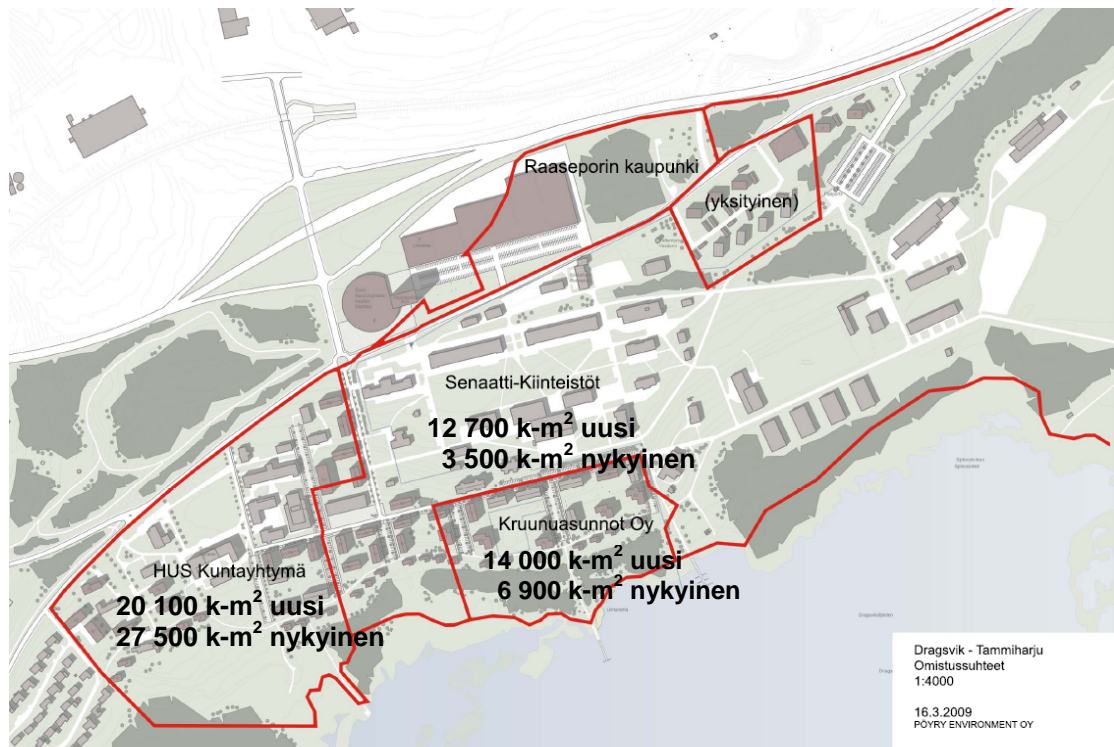 Raaseporin kaupunki
(yksityinen)
Senaatti-Kiinteistöt
12 700 k-m² uusi
3 500 k-m² nykyinen
Kruunuasunnot Oy
14 000 k-m² uusi
6 900 k-m² nykyinen
HUS Kuntayhtymä
20 100 k-m² uusi
27 500 k-m² nykyinen
Dragsvik - Tammiharju
Omistussuhteet
1:4000
16.3.2009
PÖYRY ENVIRONMENT OY